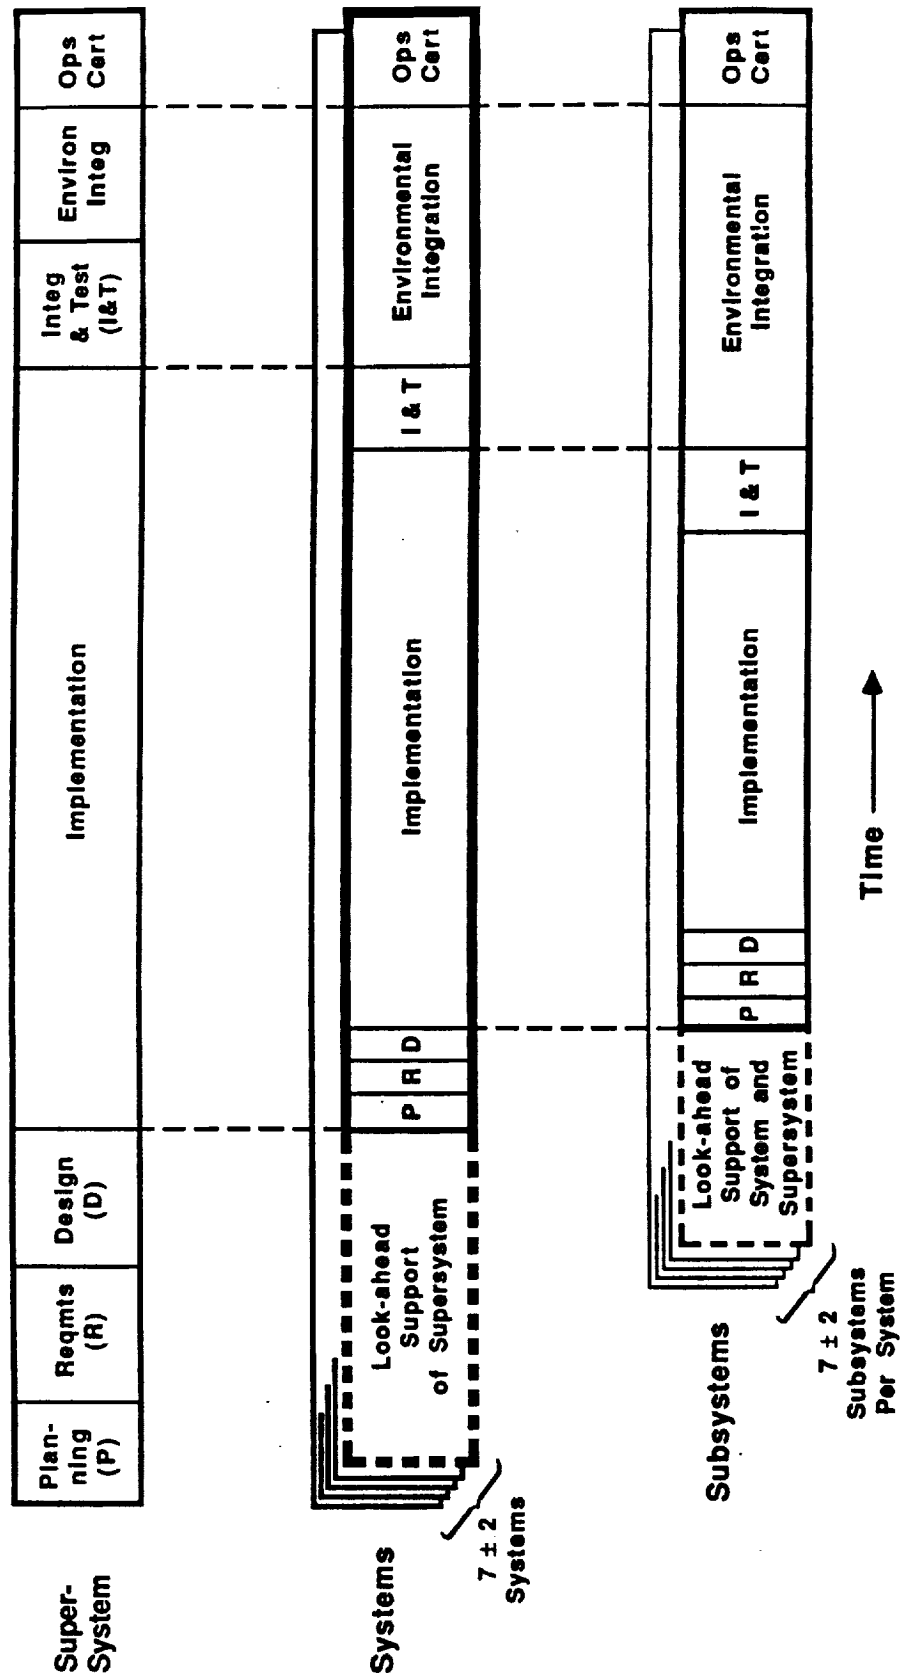 Super-
System
Plan-
ning
(P)
Reqmts
(R)
Design
(D)
Implementation
Integ
& Test
(I&T)
Environ
Integ
Ops
Cert
Systems
7 ± 2
Systems
Look-ahead
Support
of Supersystem
P
R
D
Implementation
I & T
Environmental
Integration
Ops
Cert
Subsystems
7 ± 2
Subsystems
Per System
Look-ahead
Support of
System and
Supersystem
P
R
D
Implementation
I & T
Environmental
Integration
Ops
Cert
Time